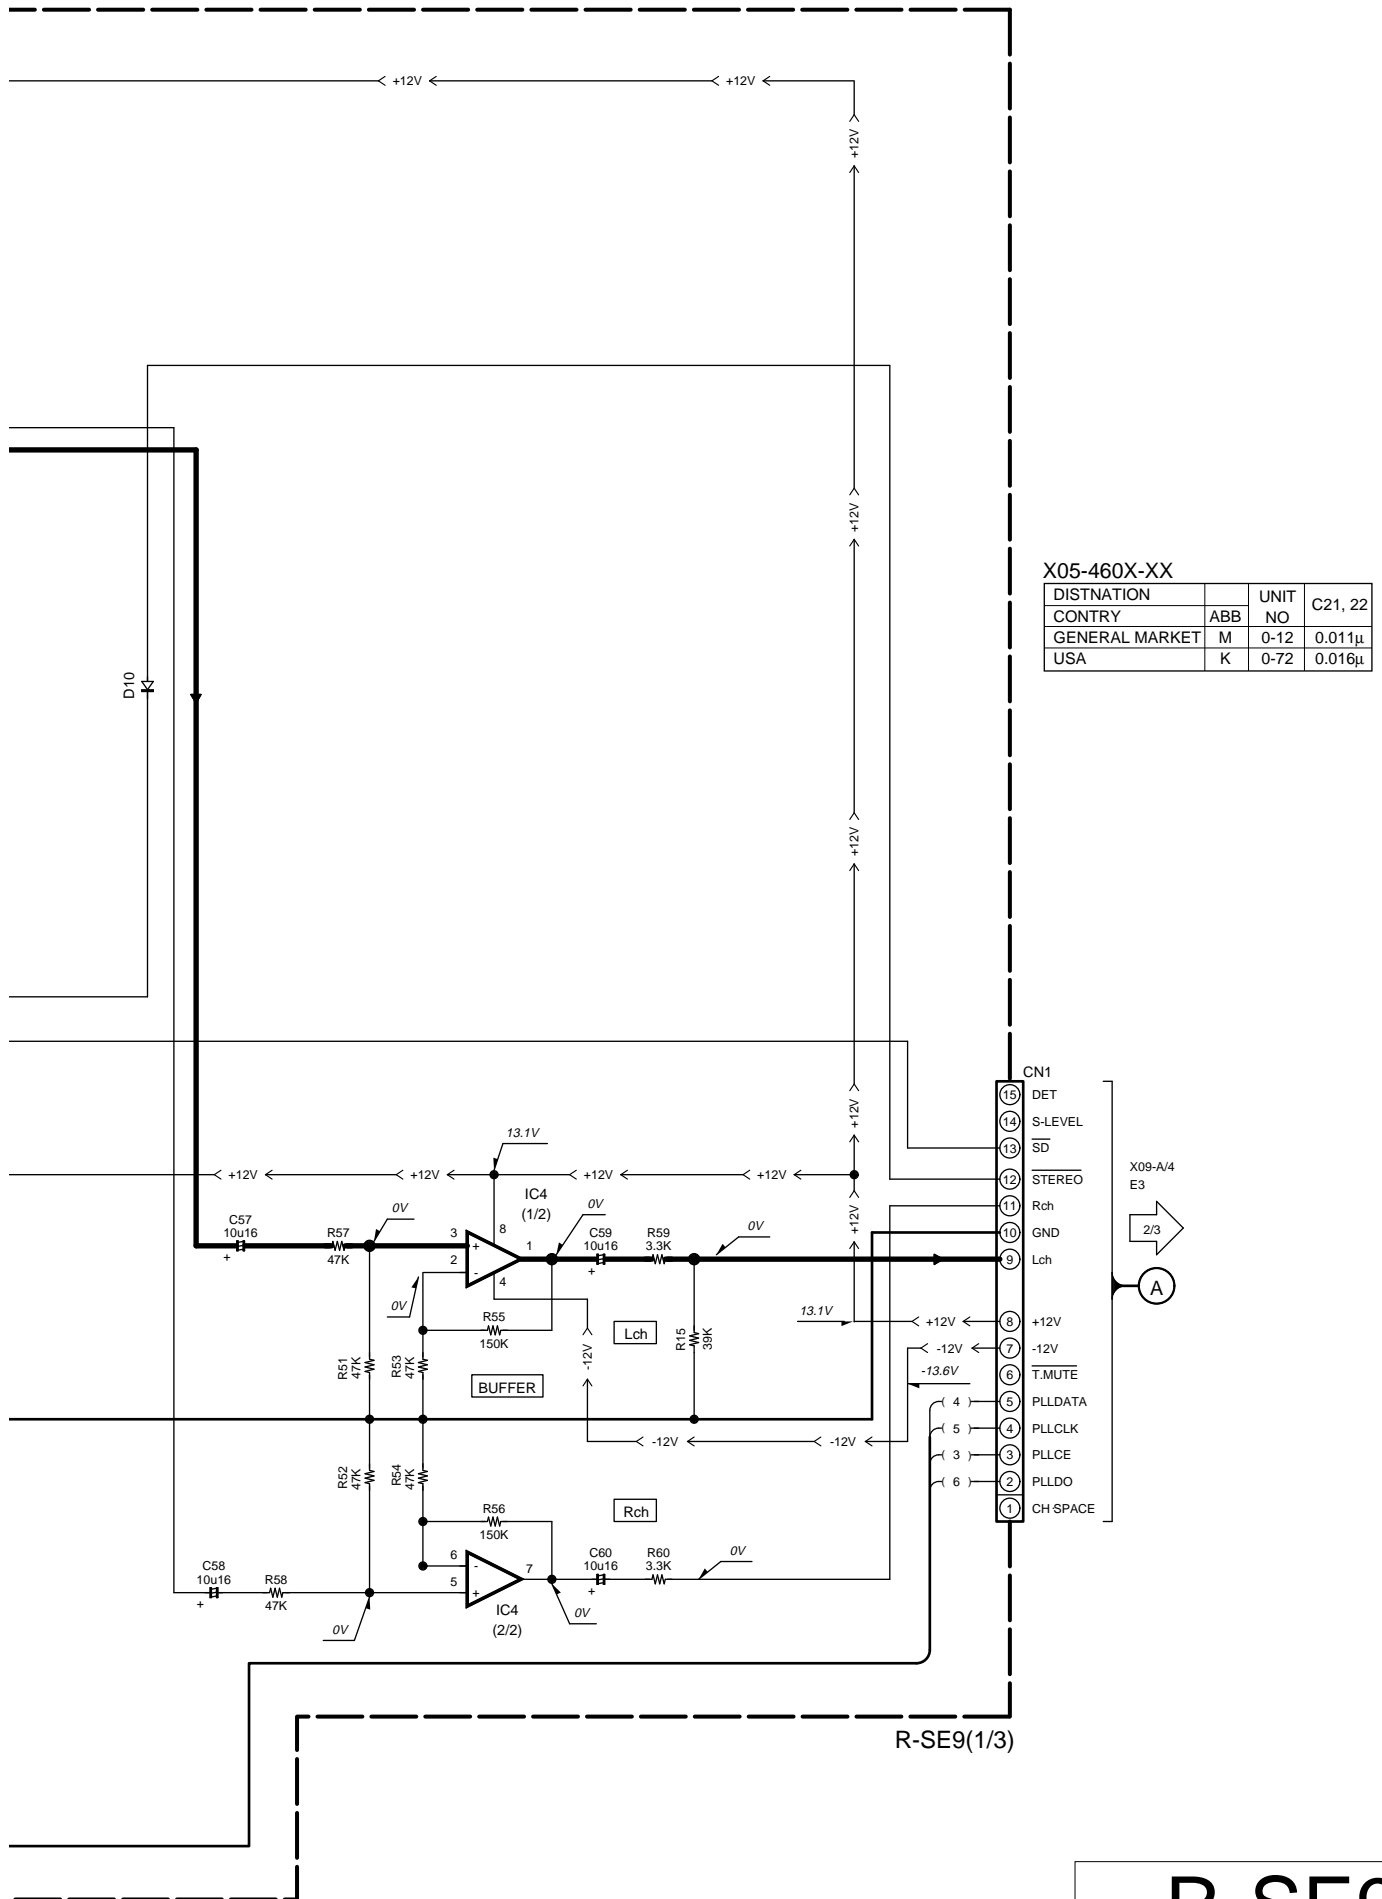 +12V
+12V
+12V
+12V
X05-460X-XX
DISTNATION
UNIT
C21, 22
CONTRY
ABB
NO
GENERAL MARKET
M
0-12
0.011µ
USA
K
0-72
0.016µ
D10
+12V
CN1
15 DET
14 S-LEVEL
13 SD
12 STEREO
11 Rch
10 GND
9 Lch
8 +12V
7 -12V
6 T.MUTE
5 PLLDATA
4 PLLCLK
3 PLLCE
2 PLLDO
1 CH SPACE
X09-A/4
E3
2/3
A
+12V
13.1V
+12V
+12V
+12V
+12V
IC4
(1/2)
+12V
C57
10u16
+
R57
47K
0V
3
+
2
-
8
1
4
0V
C59
10u16
+
R59
3.3K
0V
0V
R55
150K
Lch
R15
39K
13.1V
+12V
-12V
-13.6V
-12V
R51
47K
R53
47K
BUFFER
-12V
-12V
4
5
3
6
R52
47K
R54
47K
R56
150K
Rch
C58
10u16
+
R58
47K
6
-
5
+
7
C60
10u16
+
R60
3.3K
0V
0V
0V
IC4
(2/2)
R-SE9(1/3)
R-SE9